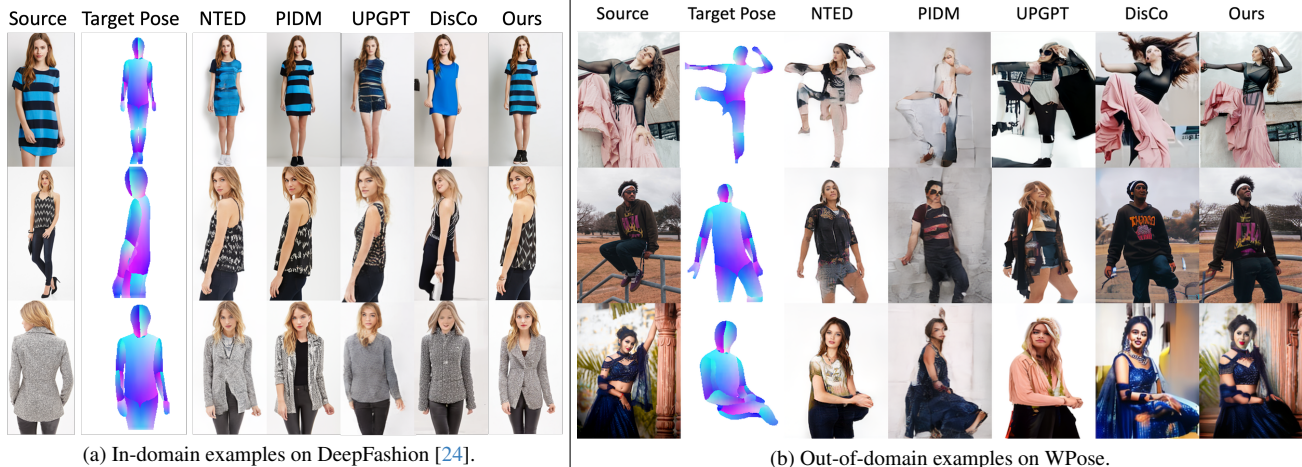 Source Target Pose NTED PIDM UPGPT DisCo Ours
(a) In-domain examples on DeepFashion [24].
Source Target Pose NTED PIDM UPGPT DisCo Ours
(b) Out-of-domain examples on WPose.